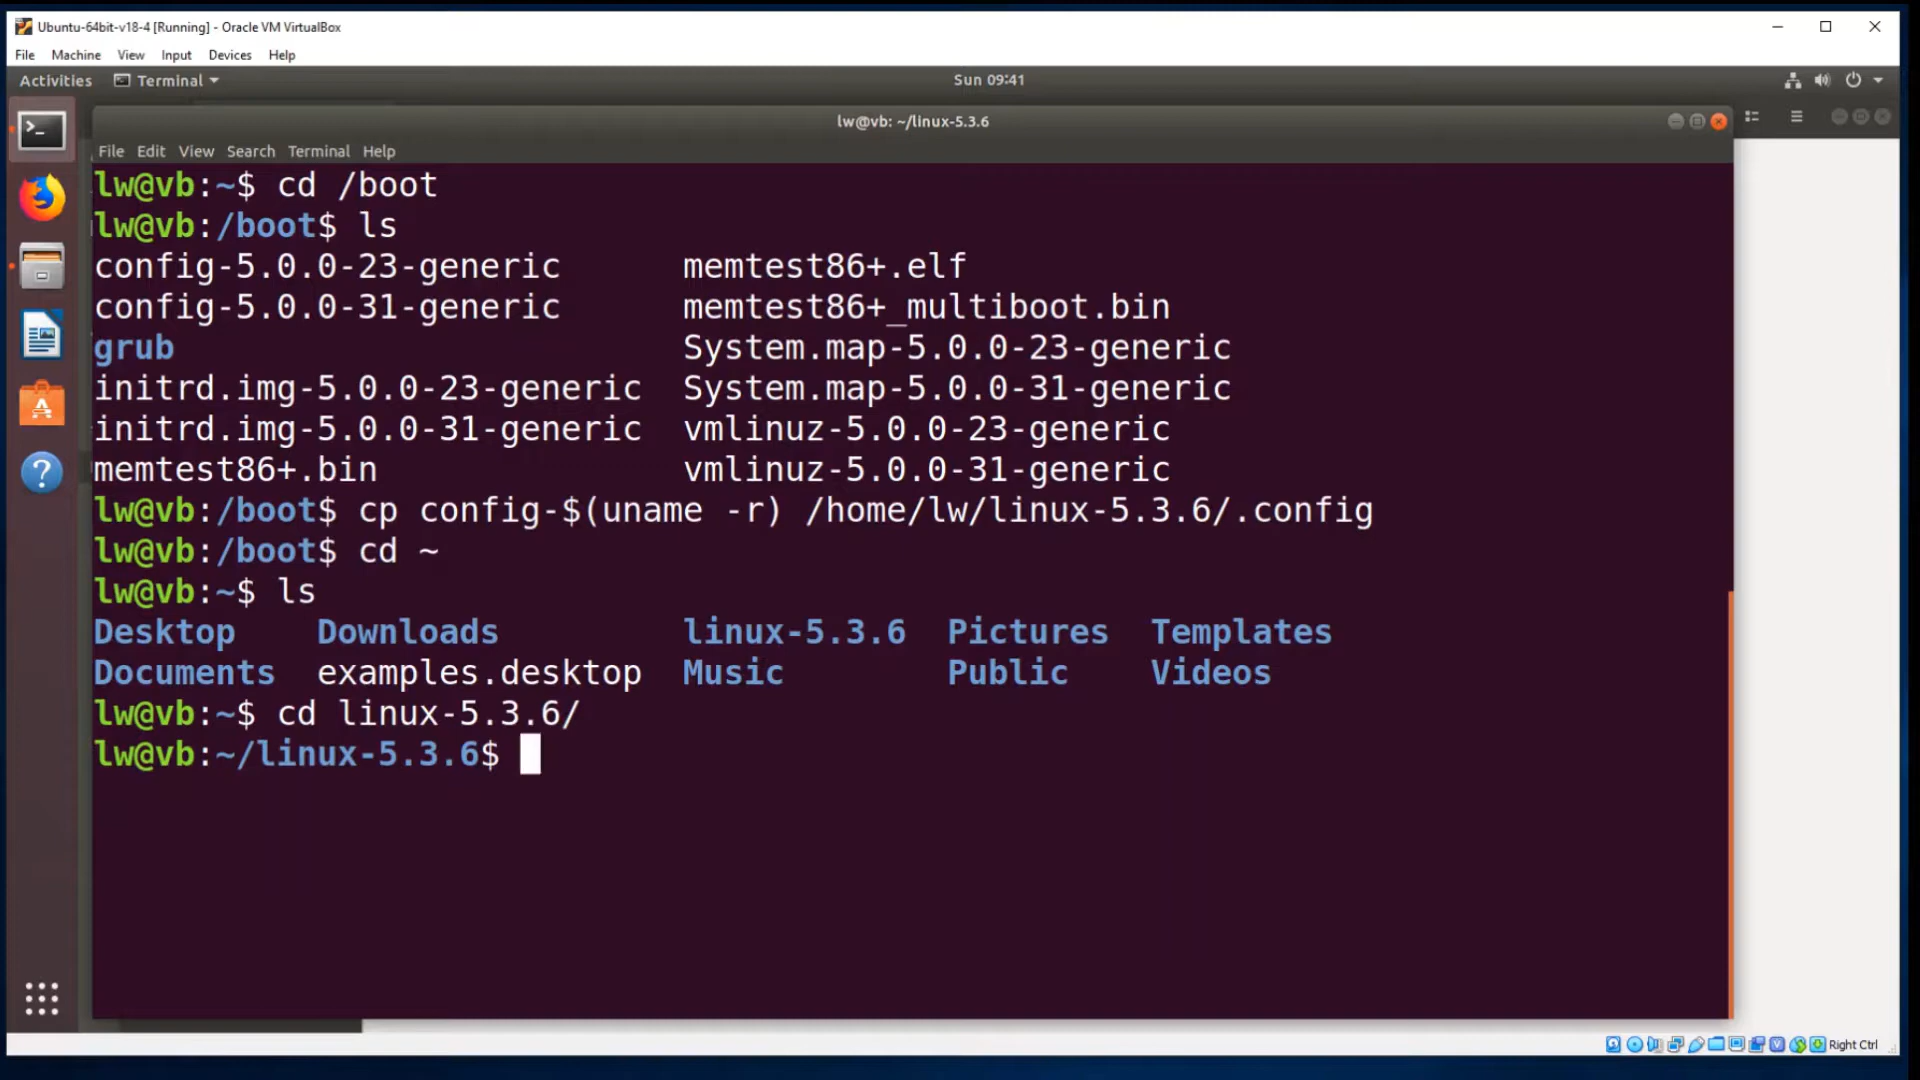 Ubuntu-64bit-v18-4 [Running] - Oracle VM VirtualBox
File Machine View Input Devices Help
Activities Terminal Sun 09:41
lw@vb: ~/linux-5.3.6
File Edit View Search Terminal Help
lw@vb:~$ cd /boot
lw@vb:/boot$ ls
config-5.0.0-23-generic memtest86+.elf
config-5.0.0-31-generic memtest86+_multiboot.bin
grub System.map-5.0.0-23-generic
initrd.img-5.0.0-23-generic System.map-5.0.0-31-generic
initrd.img-5.0.0-31-generic vmlinuz-5.0.0-23-generic
memtest86+.bin vmlinuz-5.0.0-31-generic
lw@vb:/boot$ cp config-$(uname -r) /home/lw/linux-5.3.6/.config
lw@vb:/boot$ cd ~
lw@vb:~$ ls
Desktop Downloads linux-5.3.6 Pictures Templates
Documents examples.desktop Music Public Videos
lw@vb:~$ cd linux-5.3.6/
lw@vb:~/linux-5.3.6$
Right Ctrl